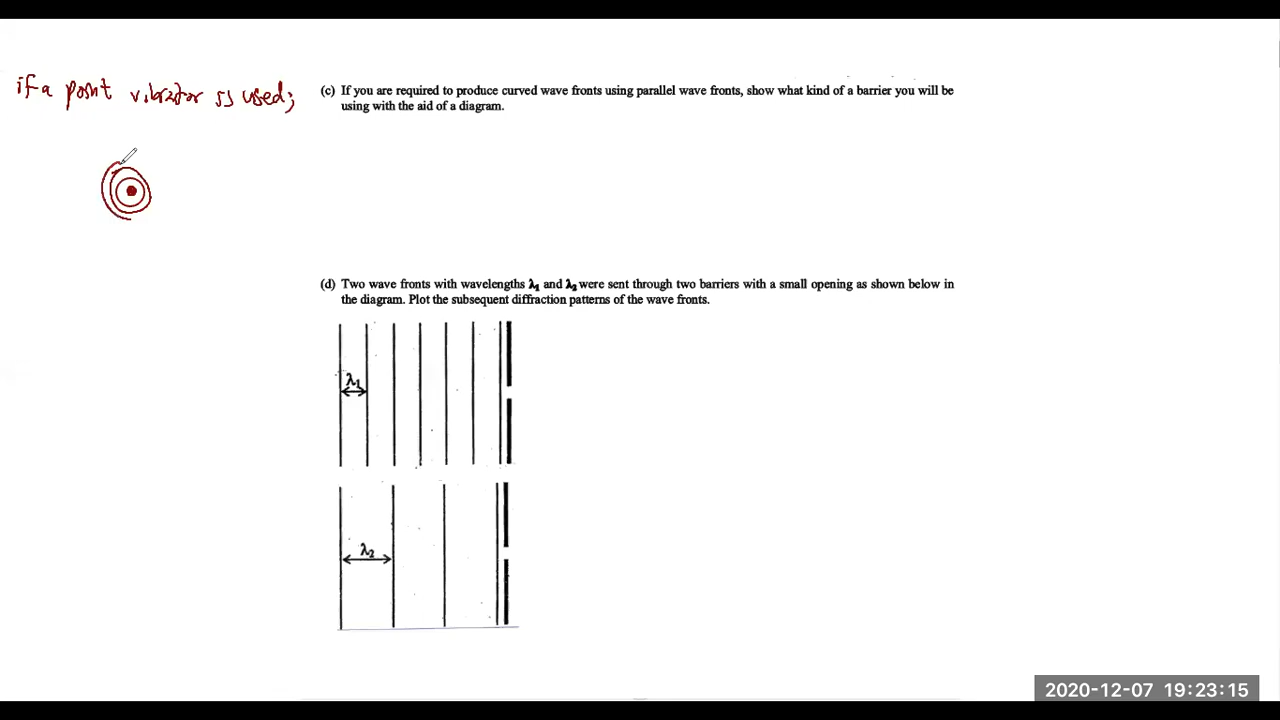 if a point vibrator is used;
(c) If you are required to produce curved wave fronts using parallel wave fronts, show what kind of a barrier you will be
using with the aid of a diagram.
(d) Two wave fronts with wavelengths λ₁ and λ₂ were sent through two barriers with a small opening as shown below in
the diagram. Plot the subsequent diffraction patterns of the wave fronts.
λ₁
λ₂
2020-12-07 19:23:15